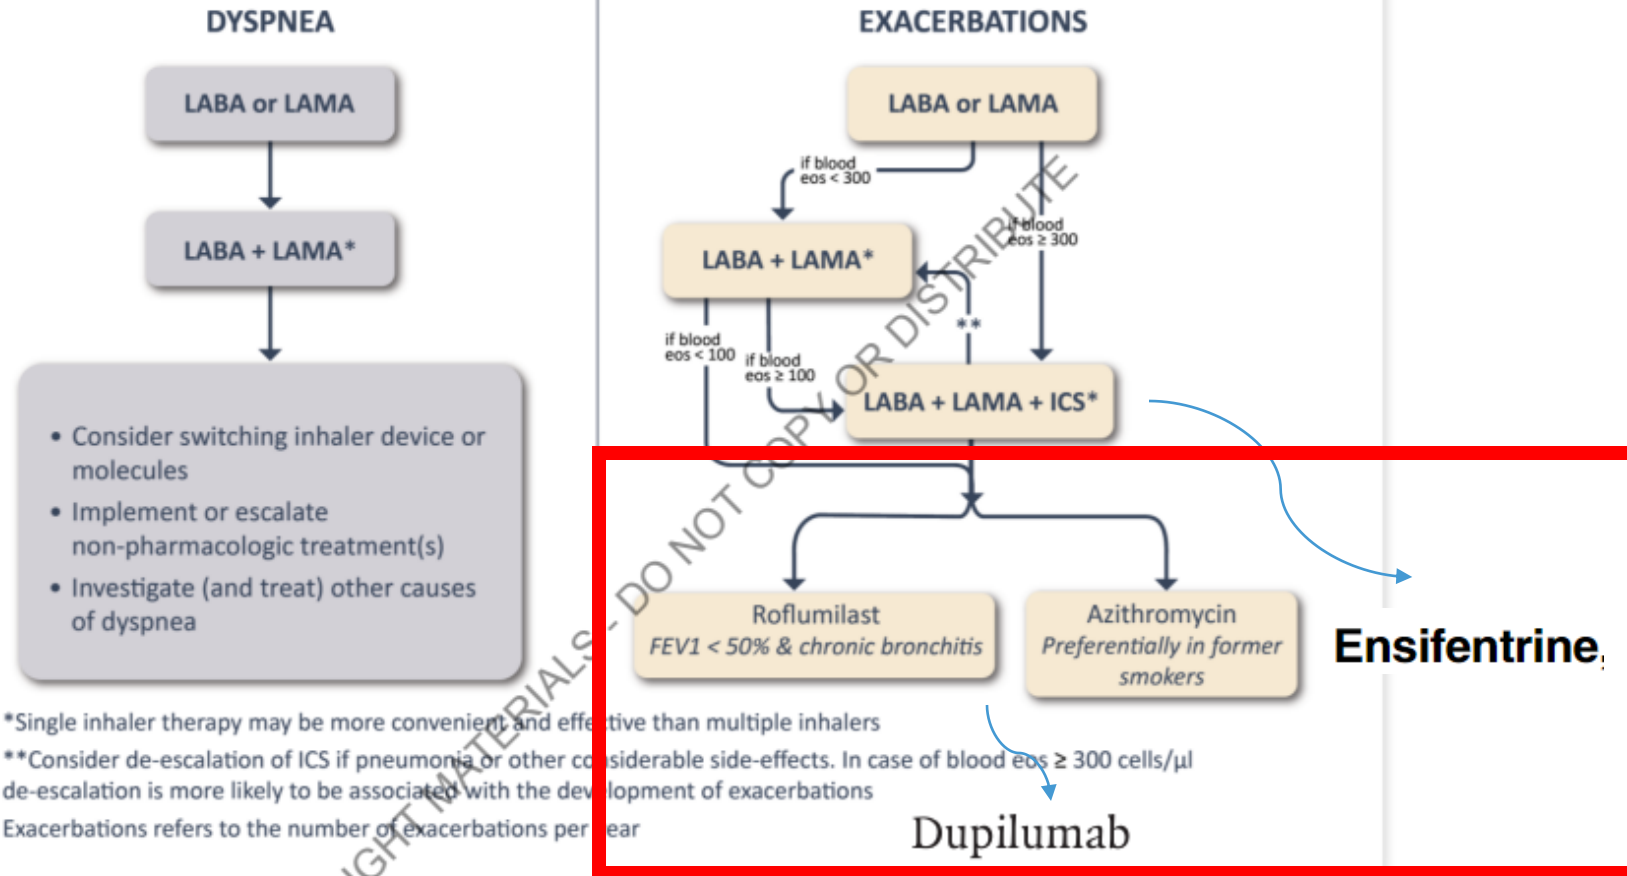 DYSPNEA
LABA or LAMA
LABA + LAMA*
• Consider switching inhaler device or
molecules
• Implement or escalate
non-pharmacologic treatment(s)
• Investigate (and treat) other causes
of dyspnea
EXACERBATIONS
LABA or LAMA
if blood
eos < 300
if blood
eos ≥ 300
LABA + LAMA*
**
if blood
eos < 100
if blood
eos ≥ 100
LABA + LAMA + ICS*
Roflumilast
FEV1 < 50% & chronic bronchitis
Azithromycin
Preferentially in former
smokers
Ensifentrine,
*Single inhaler therapy may be more convenient and effective than multiple inhalers
**Consider de-escalation of ICS if pneumonia or other considerable side-effects. In case of blood eos ≥ 300 cells/µl
de-escalation is more likely to be associated with the development of exacerbations
Exacerbations refers to the number of exacerbations per year
Dupilumab
IGHT MATERIALS - DO NOT COPY OR DISTRIBUTE